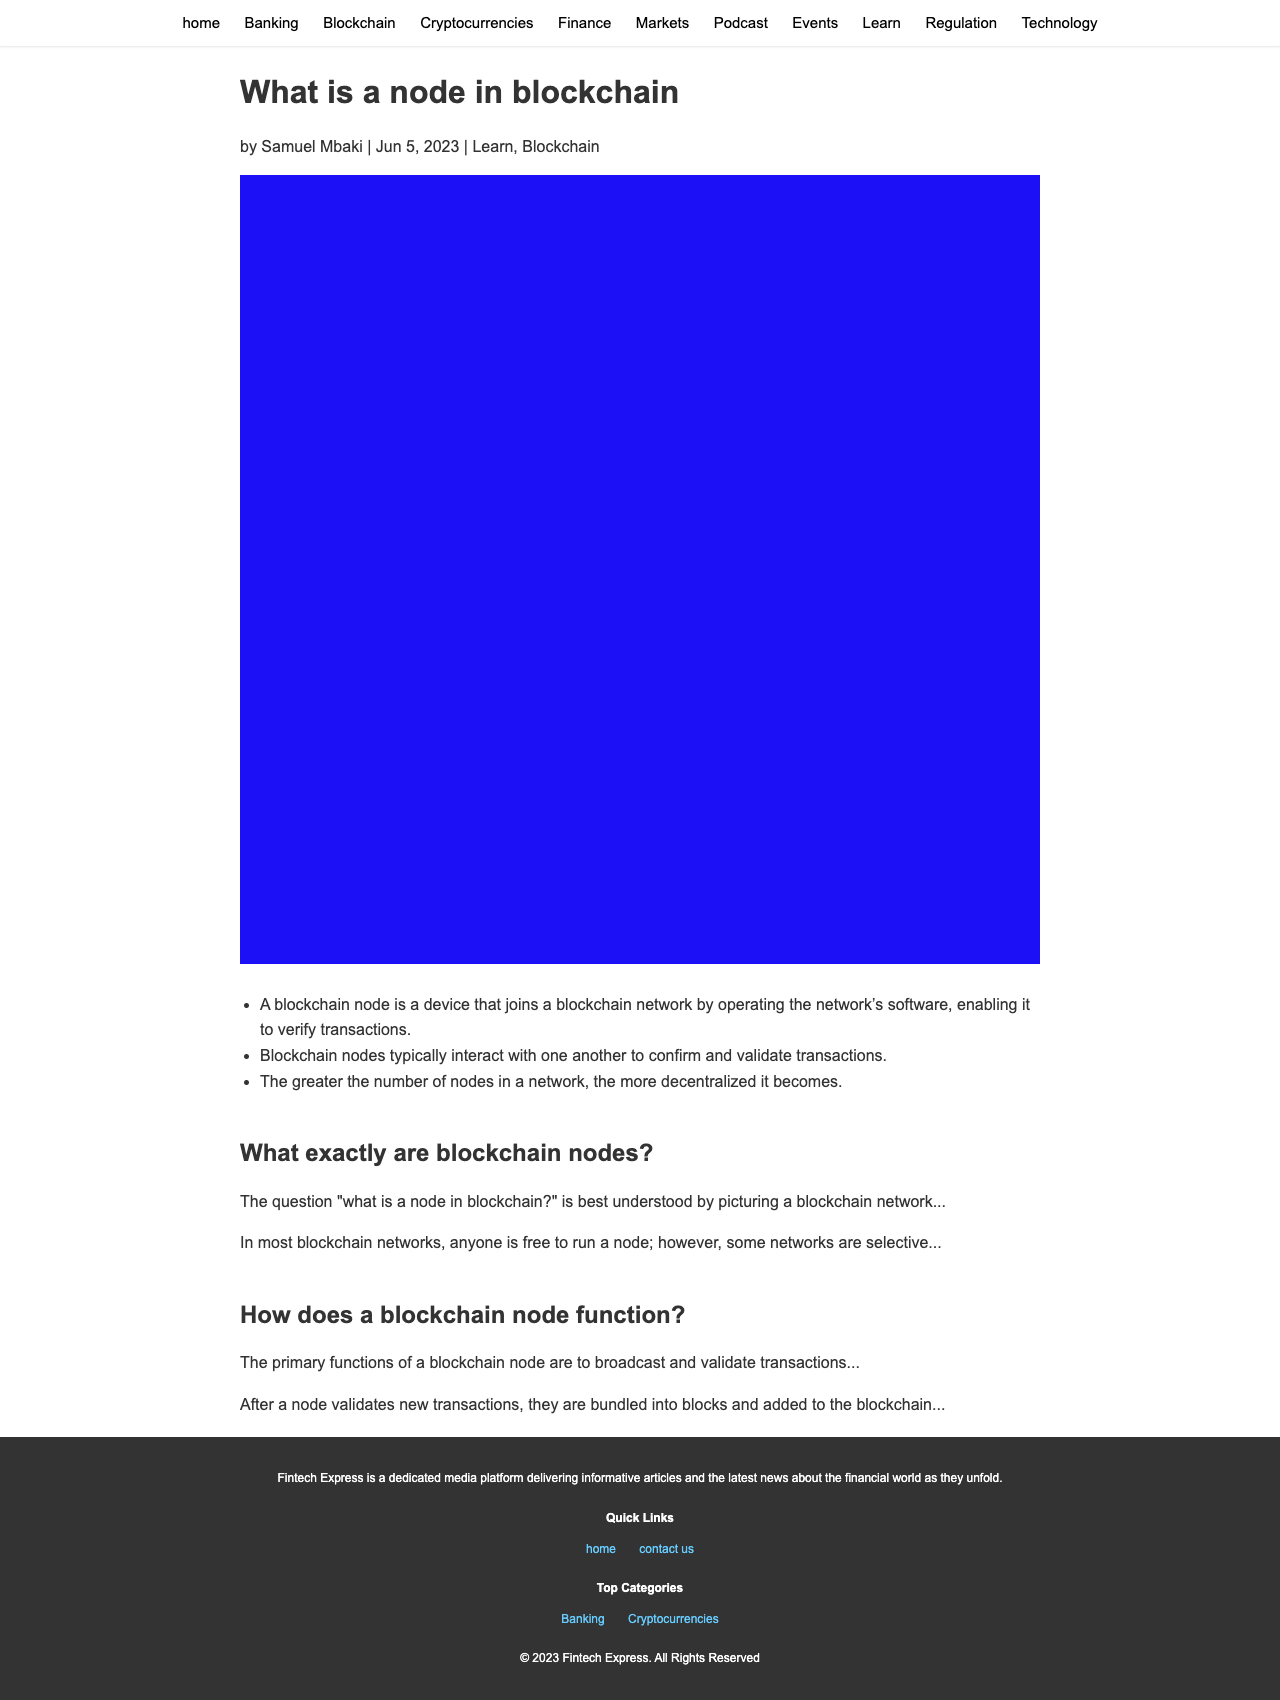 home Banking Blockchain Cryptocurrencies Finance Markets Podcast Events Learn Regulation Technology
What is a node in blockchain
by Samuel Mbaki | Jun 5, 2023 | Learn, Blockchain
• A blockchain node is a device that joins a blockchain network by operating the network’s software, enabling it
to verify transactions.
• Blockchain nodes typically interact with one another to confirm and validate transactions.
• The greater the number of nodes in a network, the more decentralized it becomes.
What exactly are blockchain nodes?
The question "what is a node in blockchain?" is best understood by picturing a blockchain network...
In most blockchain networks, anyone is free to run a node; however, some networks are selective...
How does a blockchain node function?
The primary functions of a blockchain node are to broadcast and validate transactions...
After a node validates new transactions, they are bundled into blocks and added to the blockchain...
Fintech Express is a dedicated media platform delivering informative articles and the latest news about the financial world as they unfold.
Quick Links
home contact us
Top Categories
Banking Cryptocurrencies
© 2023 Fintech Express. All Rights Reserved